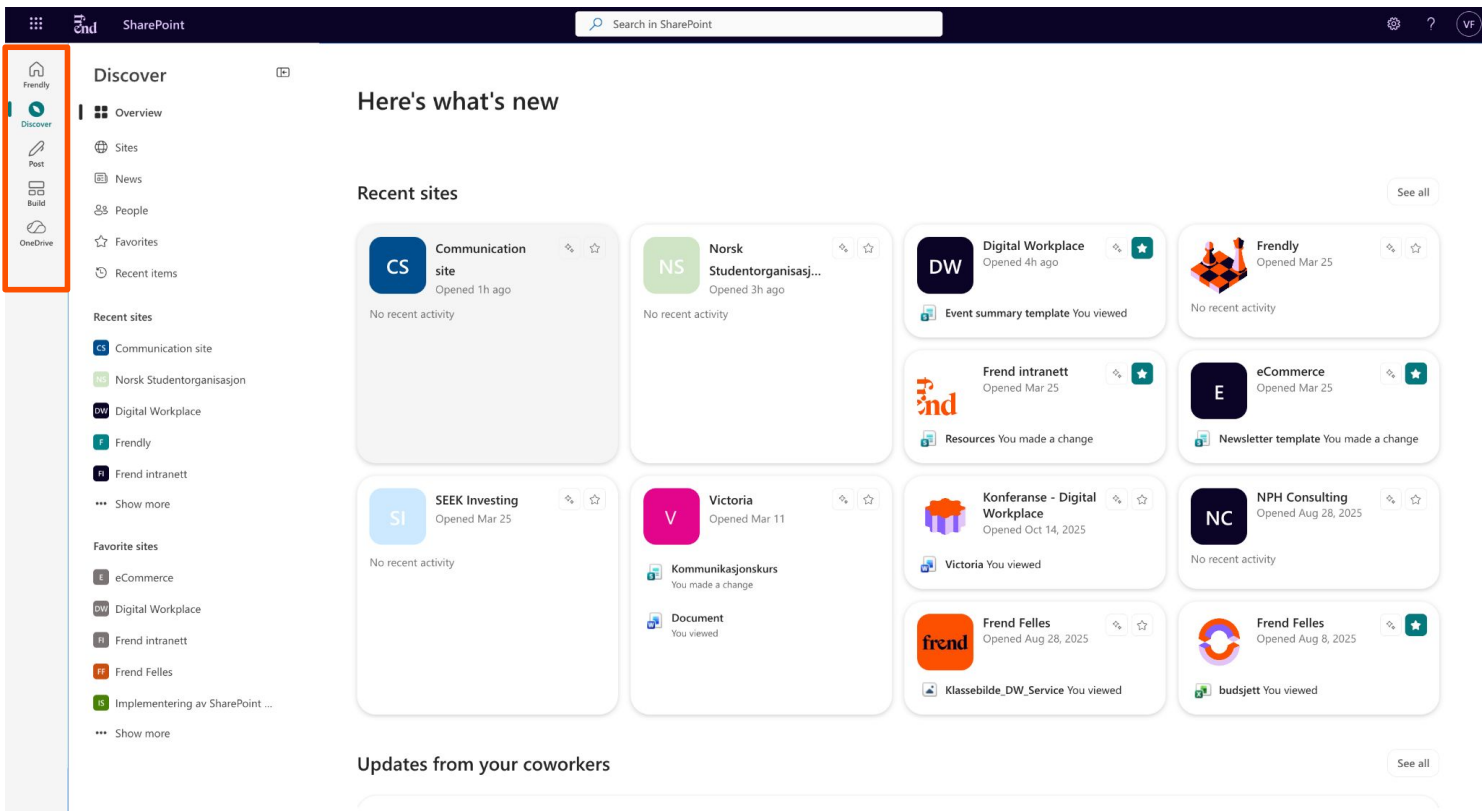 End
SharePoint
Search in SharePoint
?
VF
Frendly
Discover
Post
Build
OneDrive
Discover
Overview
Sites
News
People
Favorites
Recent items
Recent sites
CS Communication site
NS Norsk Studentorganisasjon
DW Digital Workplace
F Frendly
FI Frend intranett
••• Show more
Favorite sites
E eCommerce
DW Digital Workplace
FI Frend intranett
FF Frend Felles
IS Implementering av SharePoint ...
••• Show more
Here's what's new
Recent sites
See all
CS
Communication
site
Opened 1h ago
No recent activity
NS
Norsk
Studentorganisasj...
Opened 3h ago
No recent activity
DW
Digital Workplace
Opened 4h ago
Event summary template You viewed
Frendly
Opened Mar 25
No recent activity
End
Frend intranett
Opened Mar 25
Resources You made a change
E
eCommerce
Opened Mar 25
Newsletter template You made a change
SI
SEEK Investing
Opened Mar 25
No recent activity
V
Victoria
Opened Mar 11
Kommunikasjonskurs
You made a change
Document
You viewed
Konferanse - Digital
Workplace
Opened Oct 14, 2025
Victoria You viewed
NC
NPH Consulting
Opened Aug 28, 2025
No recent activity
frend
Frend Felles
Opened Aug 28, 2025
Klassebilde_DW_Service You viewed
Frend Felles
Opened Aug 8, 2025
budsjett You viewed
Updates from your coworkers
See all